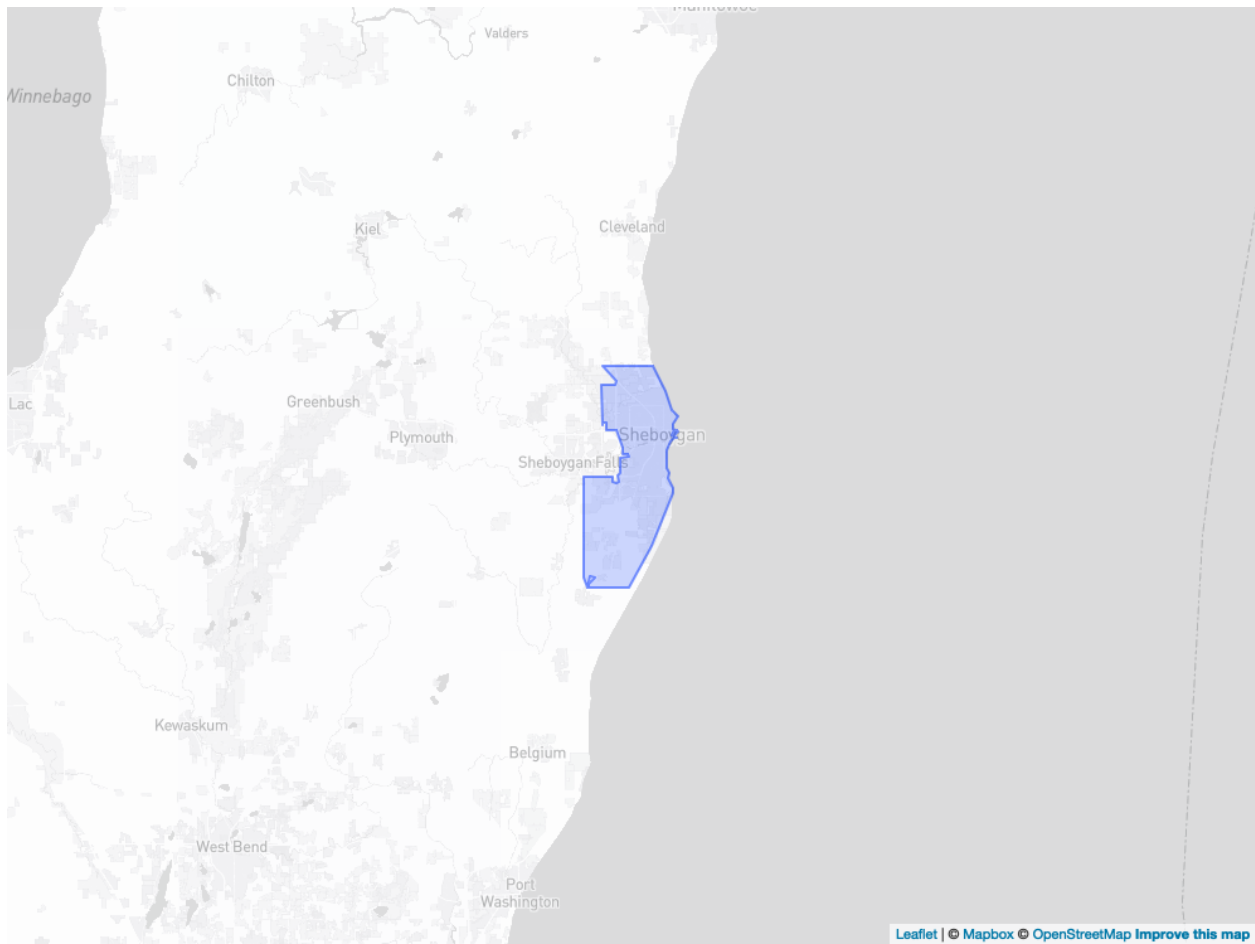 Manitowoc
Valders
Chilton
Winnebago
Cleveland
Kiel
Greenbush
Lac
Plymouth
Sheboygan
Sheboygan Falls
Kewaskum
Belgium
West Bend
Port
Washington
Leaflet | © Mapbox © OpenStreetMap Improve this map